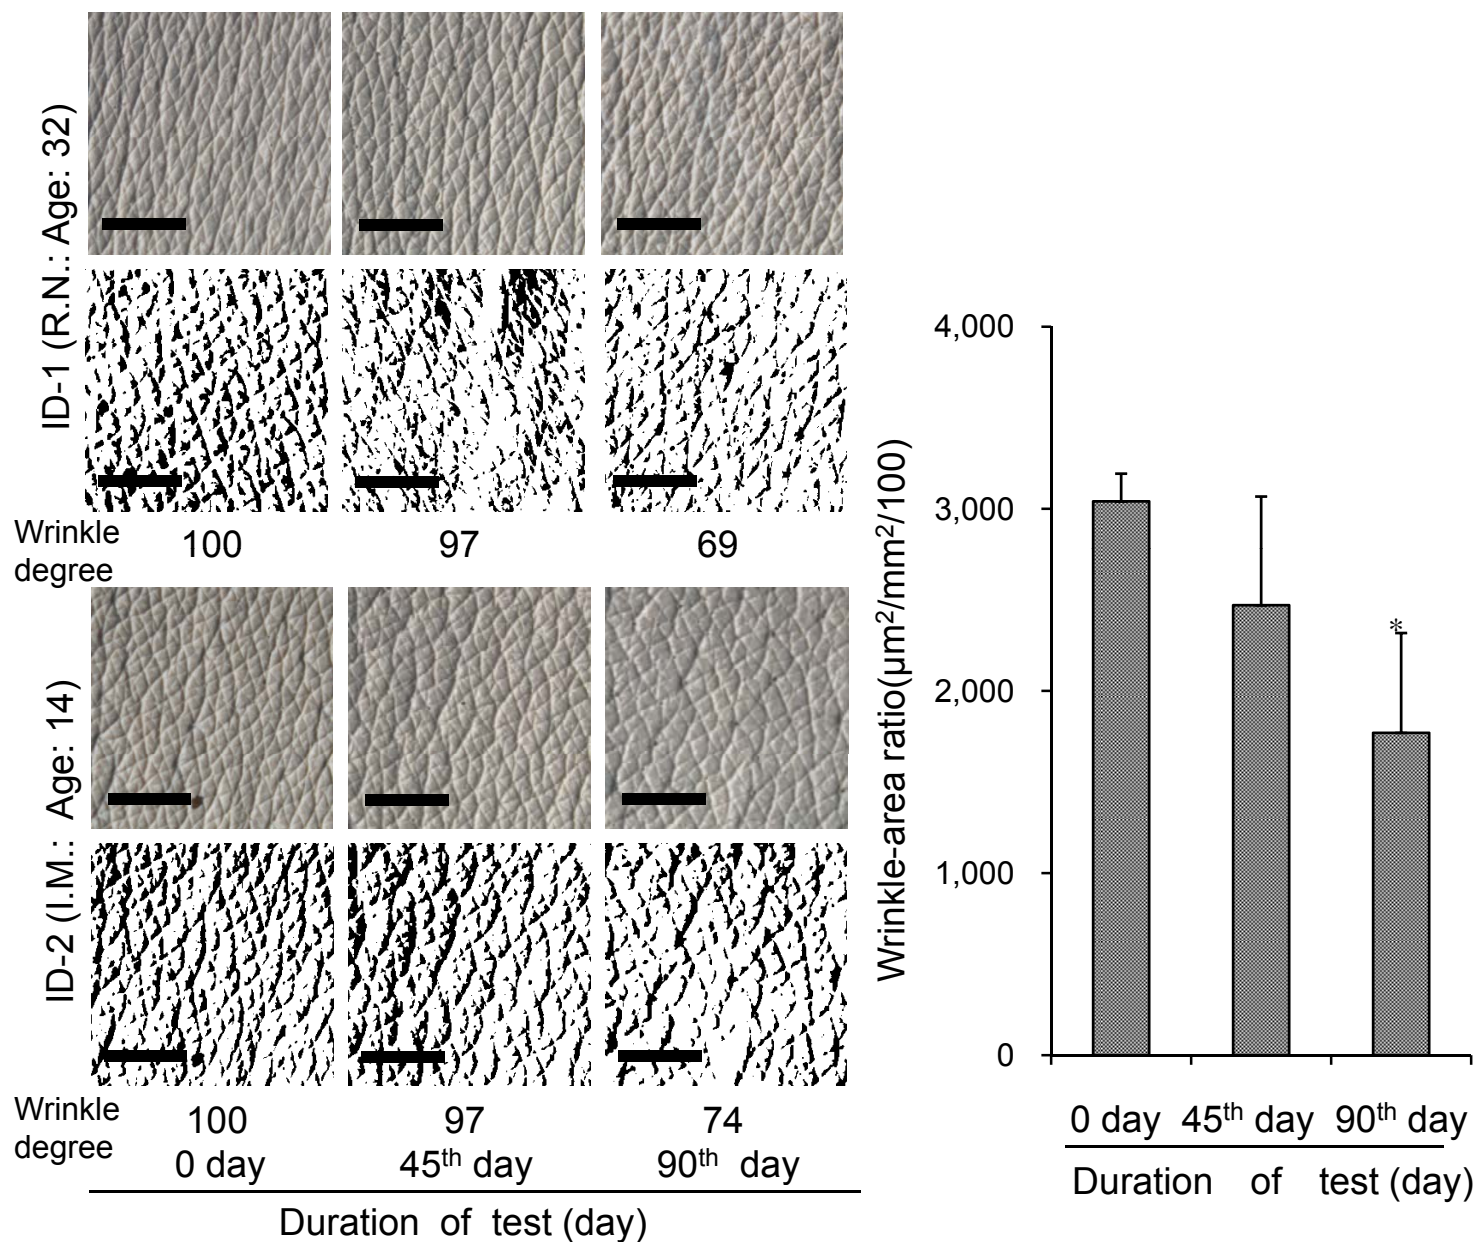 ID-1 (R.N.: Age: 32)
Wrinkle degree 100 97 69
ID-2 (I.M.: Age: 14)
Wrinkle degree 100 97 74
0 day 45th day 90th day
Duration of test (day)
Wrinkle-area ratio(μm²/mm²/100)
4,000
3,000
2,000
1,000
0
*
0 day 45th day 90th day
Duration of test (day)